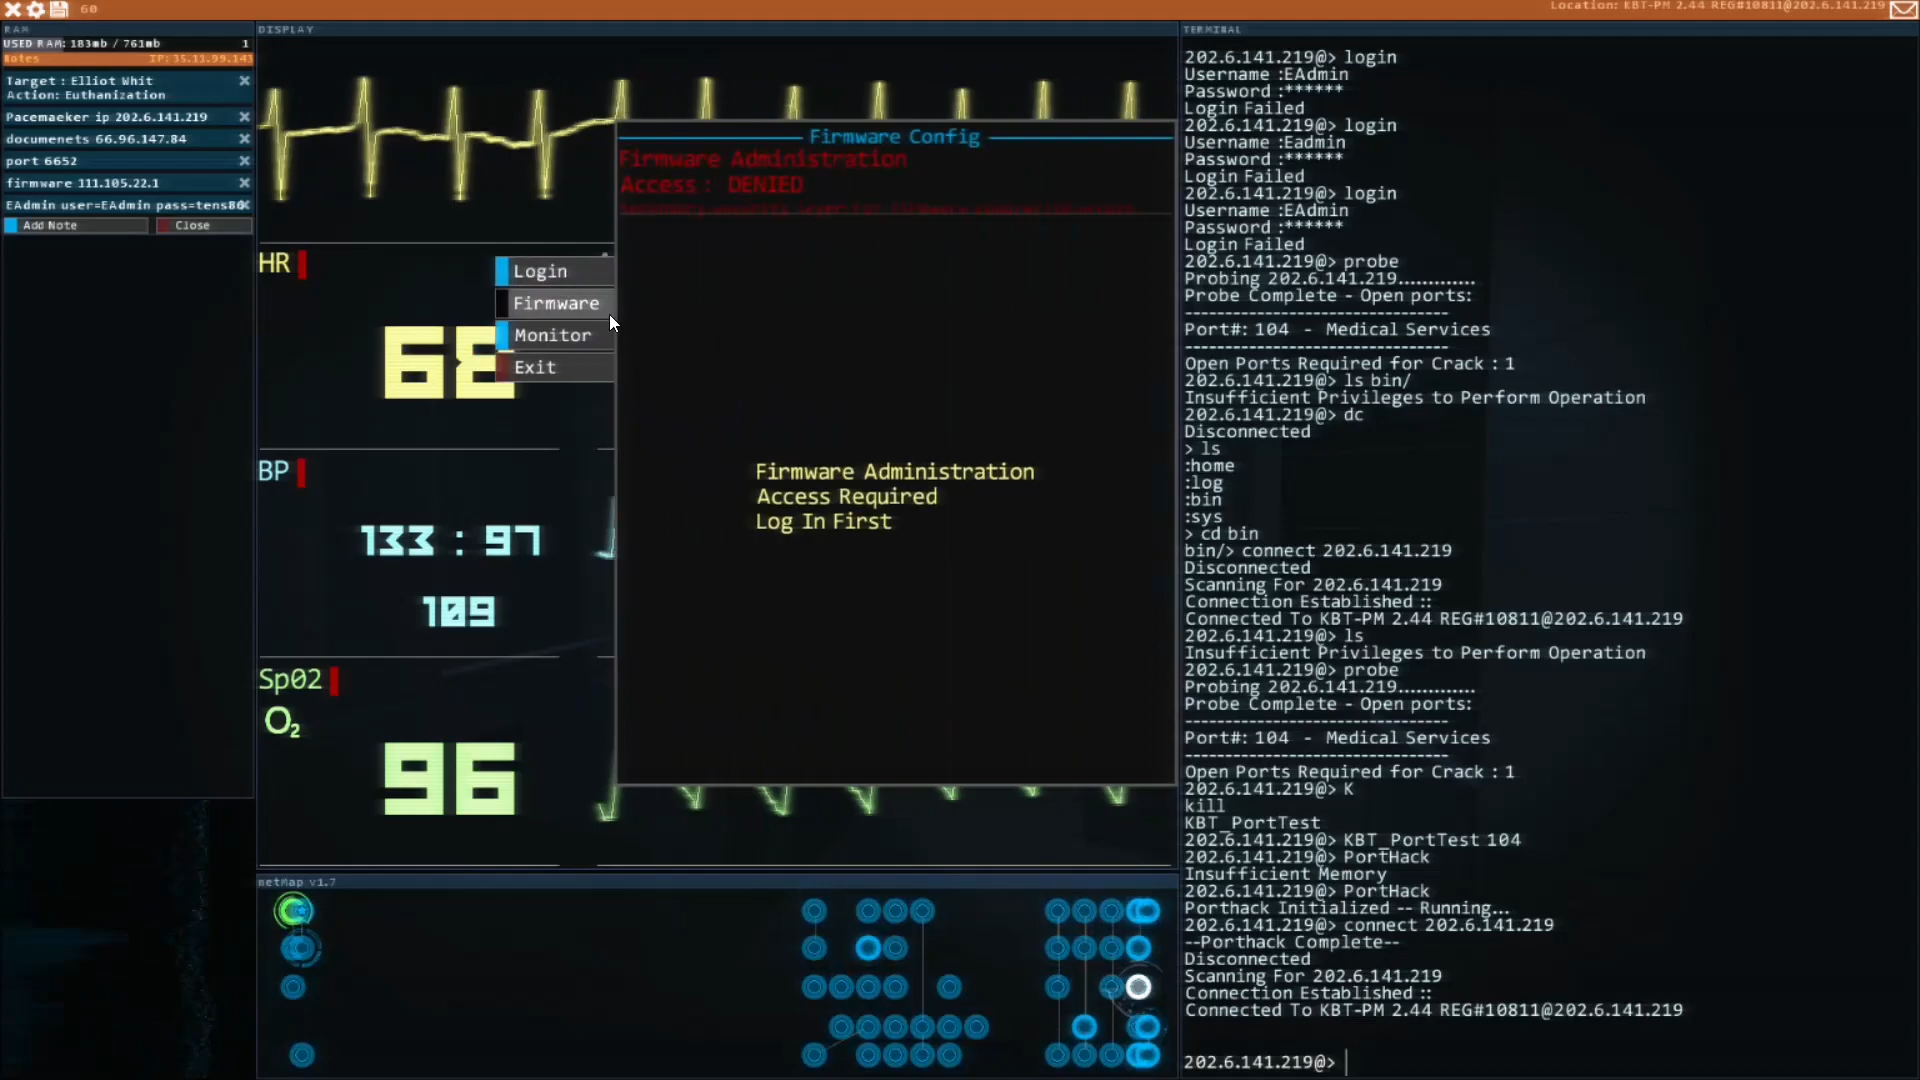 60
Location: KBT-PM 2.44 REG#10811@202.6.141.219
RAM
USED RAM: 183mb / 761mb 1
Notes IP: 35.11.99.143
Target : Elliot Whit
Action: Euthanization
Pacemaeker ip 202.6.141.219
documenets 66.96.147.84
port 6652
firmware 111.105.22.1
EAdmin user=EAdmin pass=tens86
Add Note
Close
DISPLAY
HR
68
BP
133 : 97
109
Sp02
O₂
96
Login
Firmware
Monitor
Exit
Firmware Config
Firmware Administration
Access : DENIED
Firmware Administration
Access Required
Log In First
netMap v1.7
TERMINAL
202.6.141.219@> login
Username :EAdmin
Password :******
Login Failed
202.6.141.219@> login
Username :Eadmin
Password :******
Login Failed
202.6.141.219@> login
Username :EAdmin
Password :******
Login Failed
202.6.141.219@> probe
Probing 202.6.141.219.............
Probe Complete - Open ports:
---------------------------------
Port#: 104 - Medical Services
---------------------------------
Open Ports Required for Crack : 1
202.6.141.219@> ls bin/
Insufficient Privileges to Perform Operation
202.6.141.219@> dc
Disconnected
> ls
:home
:log
:bin
:sys
> cd bin
bin/> connect 202.6.141.219
Disconnected
Scanning For 202.6.141.219
Connection Established ::
Connected To KBT-PM 2.44 REG#10811@202.6.141.219
202.6.141.219@> ls
Insufficient Privileges to Perform Operation
202.6.141.219@> probe
Probing 202.6.141.219.............
Probe Complete - Open ports:
---------------------------------
Port#: 104 - Medical Services
---------------------------------
Open Ports Required for Crack : 1
202.6.141.219@> K
kill
KBT_PortTest
202.6.141.219@> KBT_PortTest 104
202.6.141.219@> PortHack
Insufficient Memory
202.6.141.219@> PortHack
Porthack Initialized -- Running...
202.6.141.219@> connect 202.6.141.219
--Porthack Complete--
Disconnected
Scanning For 202.6.141.219
Connection Established ::
Connected To KBT-PM 2.44 REG#10811@202.6.141.219
202.6.141.219@>